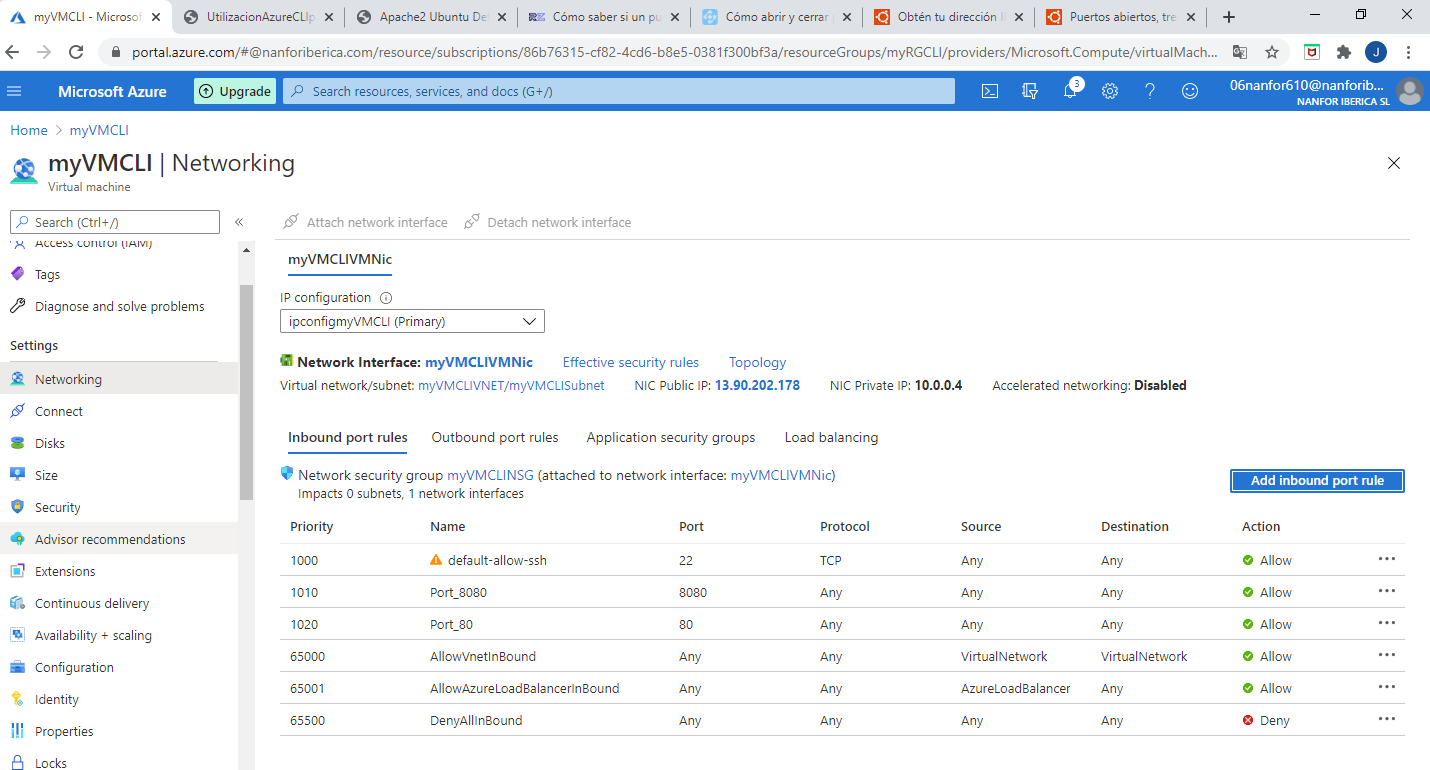 myVMCLI - Microsof
UtilizacionAzureCLIp
Apache2 Ubuntu De
Cómo saber si un pu
Cómo abrir y cerrar
Obtén tu dirección I
Puertos abiertos, tre
portal.azure.com/#@nanforiberica.com/resource/subscriptions/86b76315-cf82-4cd6-b8e5-0381f300bf3a/resourceGroups/myRGCLI/providers/Microsoft.Compute/virtualMach...
J
Microsoft Azure
Upgrade
Search resources, services, and docs (G+/)
3
06nanfor610@nanforib...
NANFOR IBERICA SL
Home > myVMCLI
myVMCLI | Networking
Virtual machine
Search (Ctrl+/)
«
Access control (IAM)
Tags
Diagnose and solve problems
Settings
Networking
Connect
Disks
Size
Security
Advisor recommendations
Extensions
Continuous delivery
Availability + scaling
Configuration
Identity
Properties
Locks
Attach network interface Detach network interface
myVMCLIVMNic
IP configuration
ipconfigmyVMCLI (Primary)
Network Interface: myVMCLIVMNic Effective security rules Topology
Virtual network/subnet: myVMCLIVNET/myVMCLISubnet NIC Public IP: 13.90.202.178 NIC Private IP: 10.0.0.4 Accelerated networking: Disabled
Inbound port rules Outbound port rules Application security groups Load balancing
Network security group myVMCLINSG (attached to network interface: myVMCLIVMNic)
Impacts 0 subnets, 1 network interfaces
Add inbound port rule
Priority Name Port Protocol Source Destination Action
1000 default-allow-ssh 22 TCP Any Any Allow ...
1010 Port_8080 8080 Any Any Any Allow ...
1020 Port_80 80 Any Any Any Allow ...
65000 AllowVnetInBound Any Any VirtualNetwork VirtualNetwork Allow ...
65001 AllowAzureLoadBalancerInBound Any Any AzureLoadBalancer Any Allow ...
65500 DenyAllInBound Any Any Any Any Deny ...